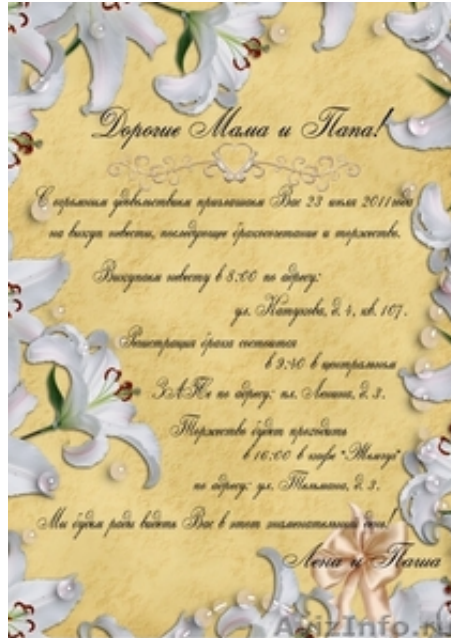 Дорогие Мама и Папа!
С огромным удовольствием приглашаем Вас 23 июля 2011 года
на выкуп невесты, последующее бракосочетание и торжество.
Выкупаем невесту в 8:00 по адресу:
ул. Катукова, д. 4, кв. 107.
Регистрация брака состоится
в 9:40 в центральном
ЗАГСе по адресу: пл. Ленина, д. 3.
Торжество будет проходить
в 16:00 в кафе "Жемчуг"
по адресу: ул. Тельмана, д. 3.
Мы будем рады видеть Вас в этот знаменательный день!
Лена и Паша